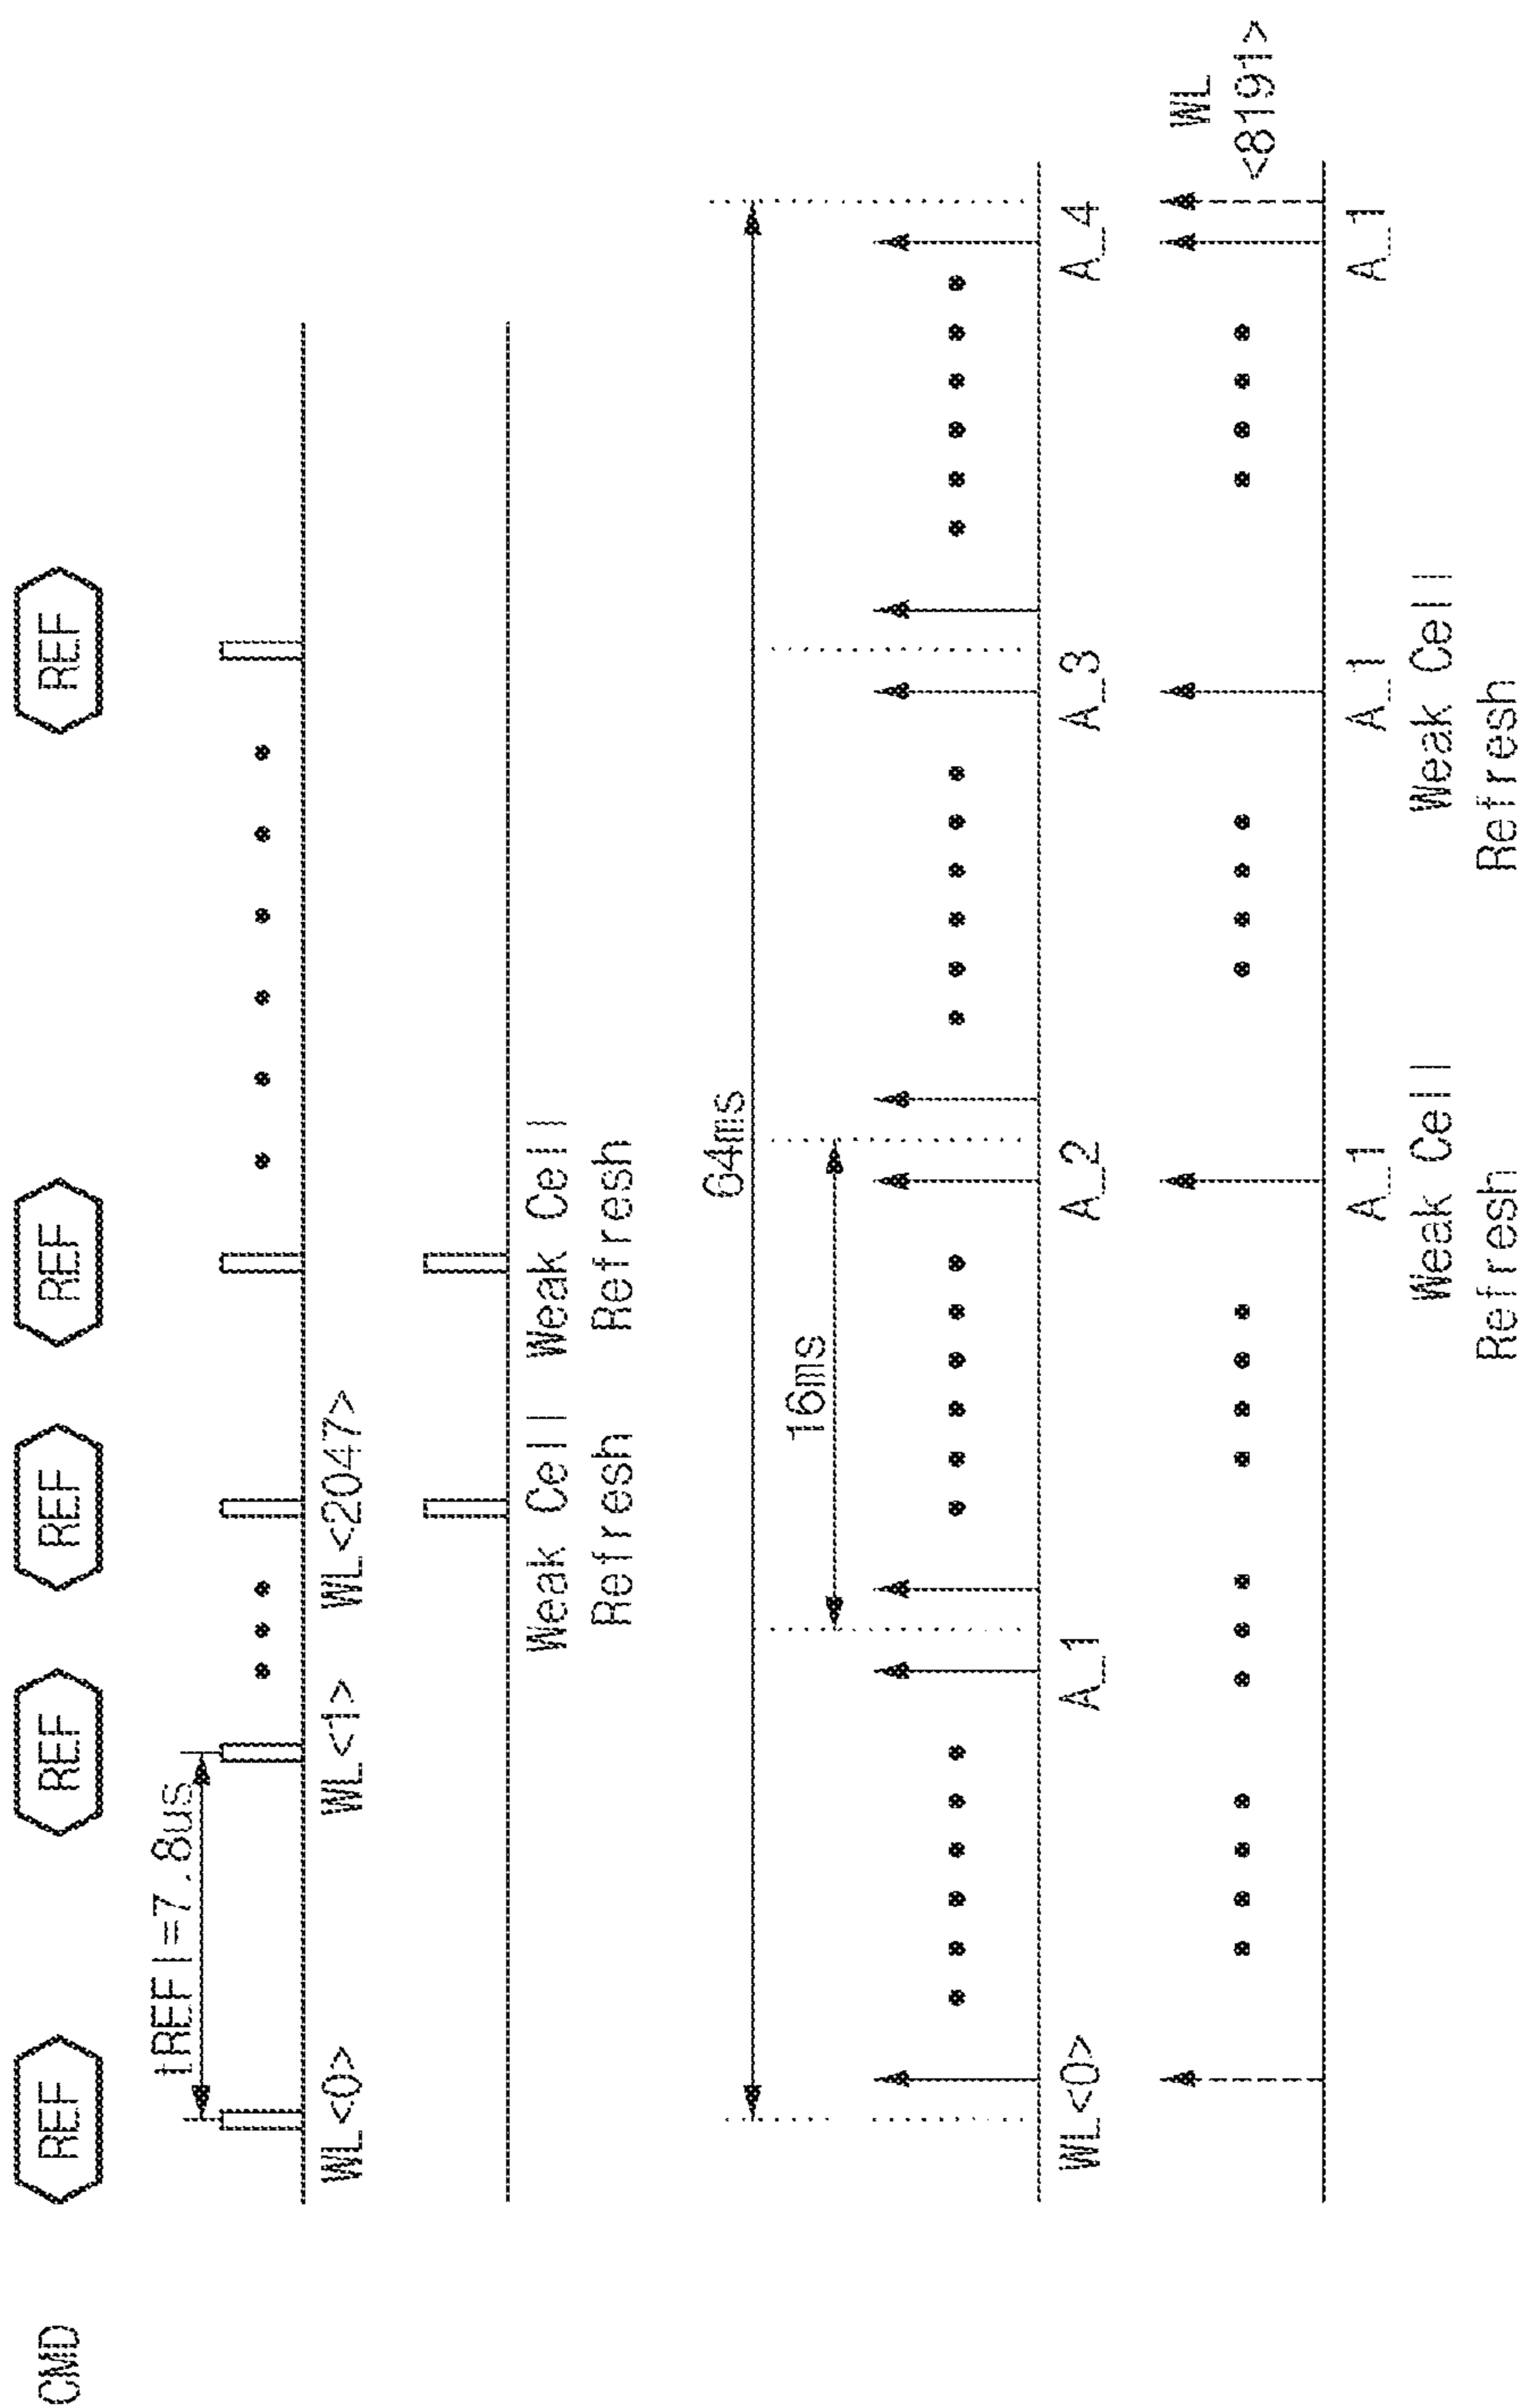 CMD
REF
REF
REF
REF
REF
tREFI=7.8us
WL<0>
WL<1>
WL<2047>
Weak Cell
Refresh
Weak Cell
Refresh
64ms
16ms
WL<0>
A_1
A_2
A_3
A_4
WL
<8191>
A_1
Weak Cell
Refresh
A_1
Weak Cell
Refresh
A_1